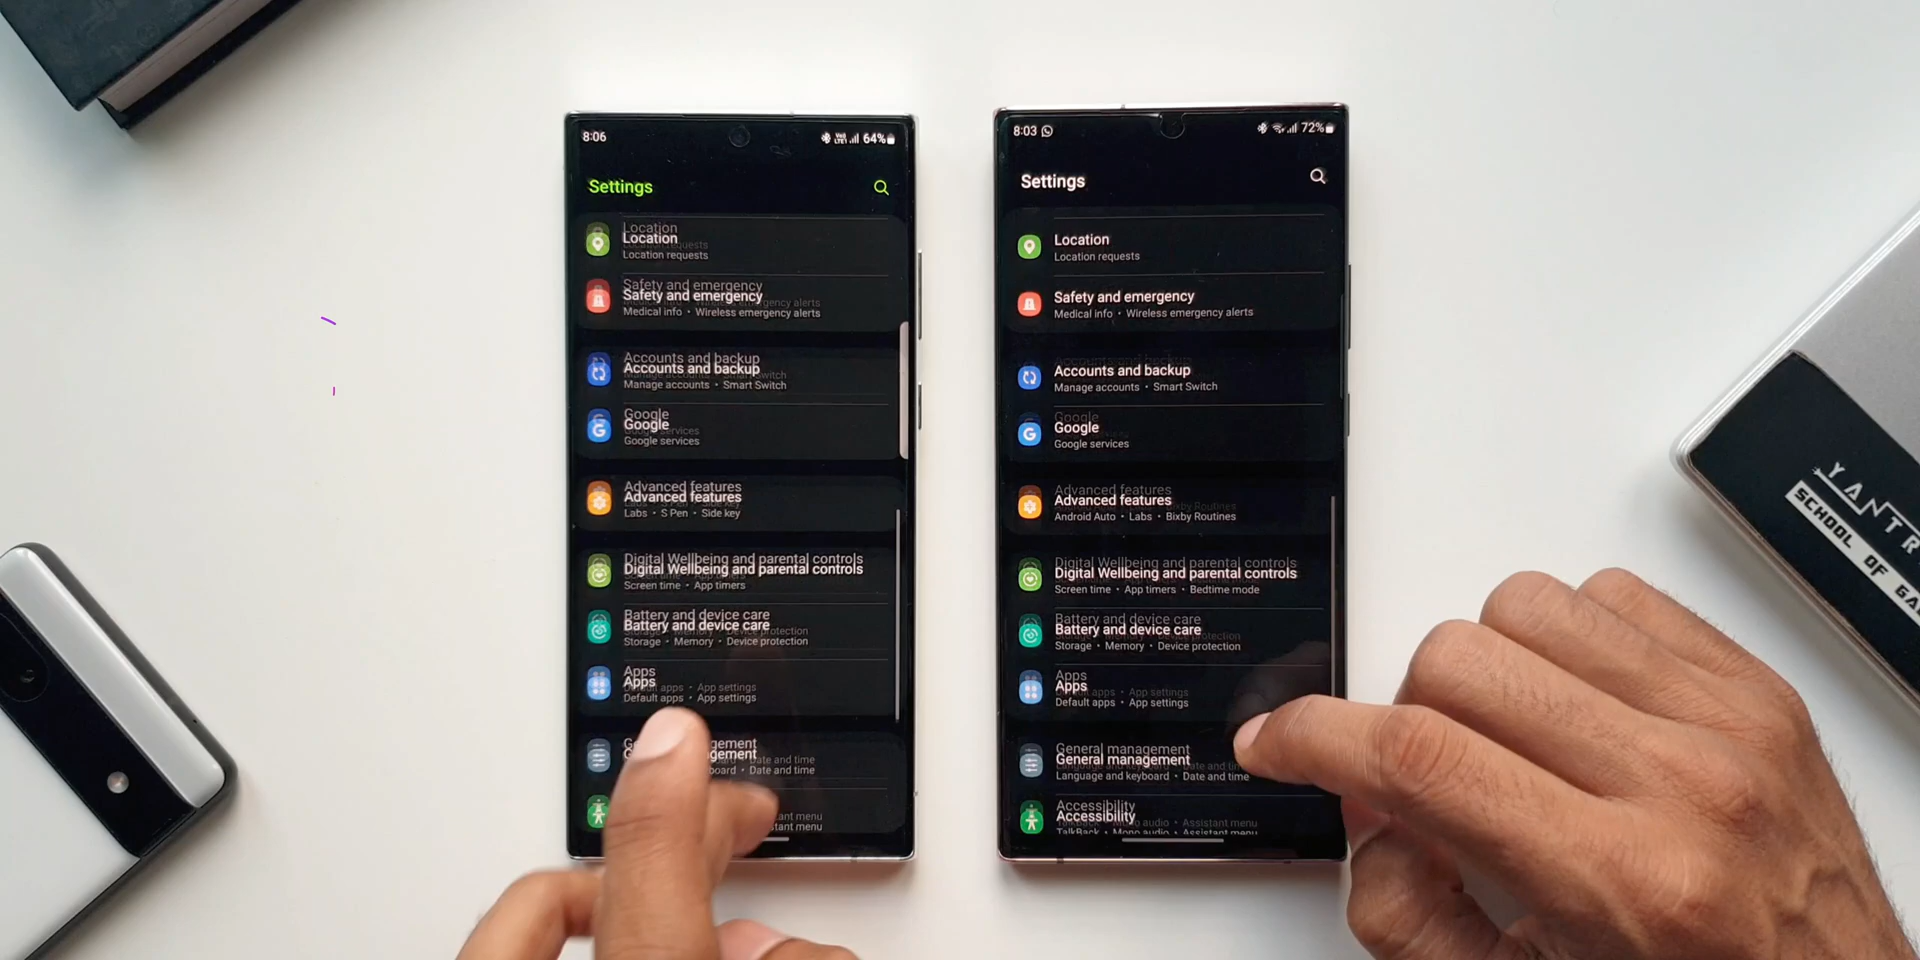 8:06
64%
Settings
Location
Location requests
Safety and emergency
Medical info • Wireless emergency alerts
Accounts and backup
Manage accounts • Smart Switch
Google
Google services
Advanced features
Labs • S Pen • Side key
Digital Wellbeing and parental controls
Screen time • App timers
Battery and device care
Storage • Memory • Device protection
Apps
Default apps • App settings
Date and time
8:03
72%
Settings
Location
Location requests
Safety and emergency
Medical info • Wireless emergency alerts
Accounts and backup
Manage accounts • Smart Switch
Google
Google services
Advanced features
Android Auto • Labs • Bixby Routines
Digital Wellbeing and parental controls
Screen time • App timers • Bedtime mode
Battery and device care
Storage • Memory • Device protection
Apps
Default apps • App settings
General management
Language and keyboard • Date and time
Accessibility
TalkBack • Mono audio • Assistant menu
SCHOOL OF